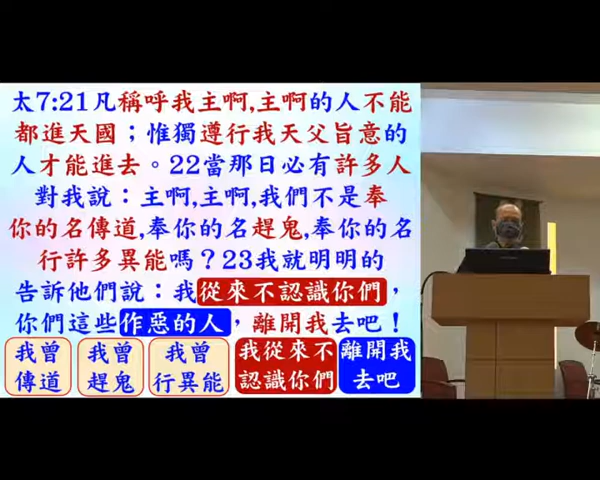 太7:21凡稱呼我主啊,主啊的人不能
都進天國；惟獨遵行我天父旨意的
人才能進去。22當那日必有許多人
對我說：主啊,主啊,我們不是奉
你的名傳道,奉你的名趕鬼,奉你的名
行許多異能嗎？23我就明明的
告訴他們說：我從來不認識你們，
你們這些作惡的人，離開我去吧！
我曾
傳道
我曾
趕鬼
我曾
行異能
我從來不
認識你們
離開我
去吧